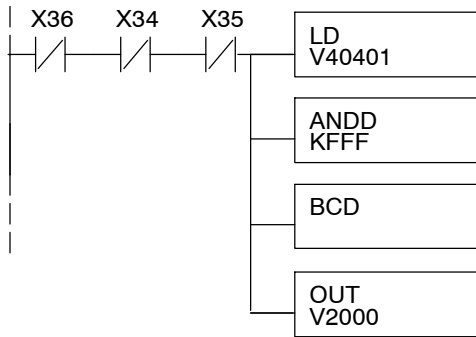 X36 X34 X35
LD
V40401
ANDD
KFFF
BCD
OUT
V2000